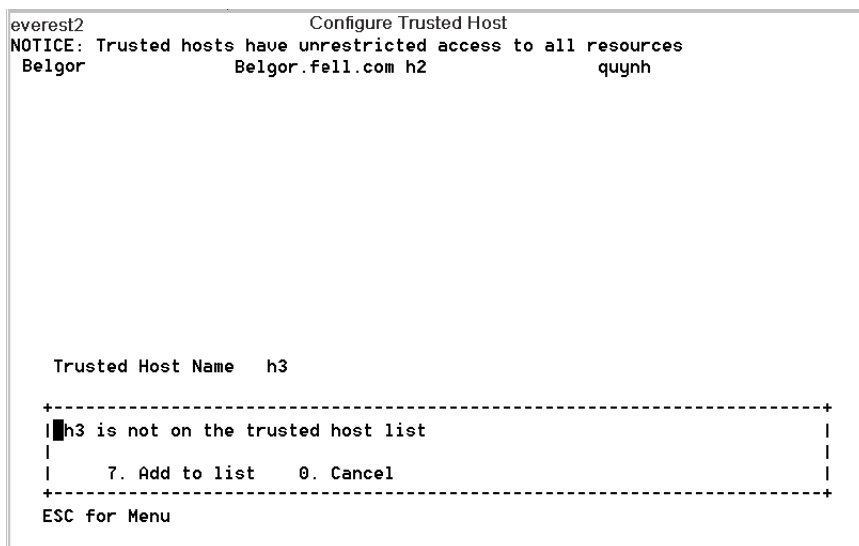 everest2 Configure Trusted Host
NOTICE: Trusted hosts have unrestricted access to all resources
Belgor Belgor.fell.com h2 quynh
Trusted Host Name h3
+------------------------------------------------------------------------+
|h3 is not on the trusted host list |
| |
| 7. Add to list 0. Cancel |
+------------------------------------------------------------------------+
ESC for Menu